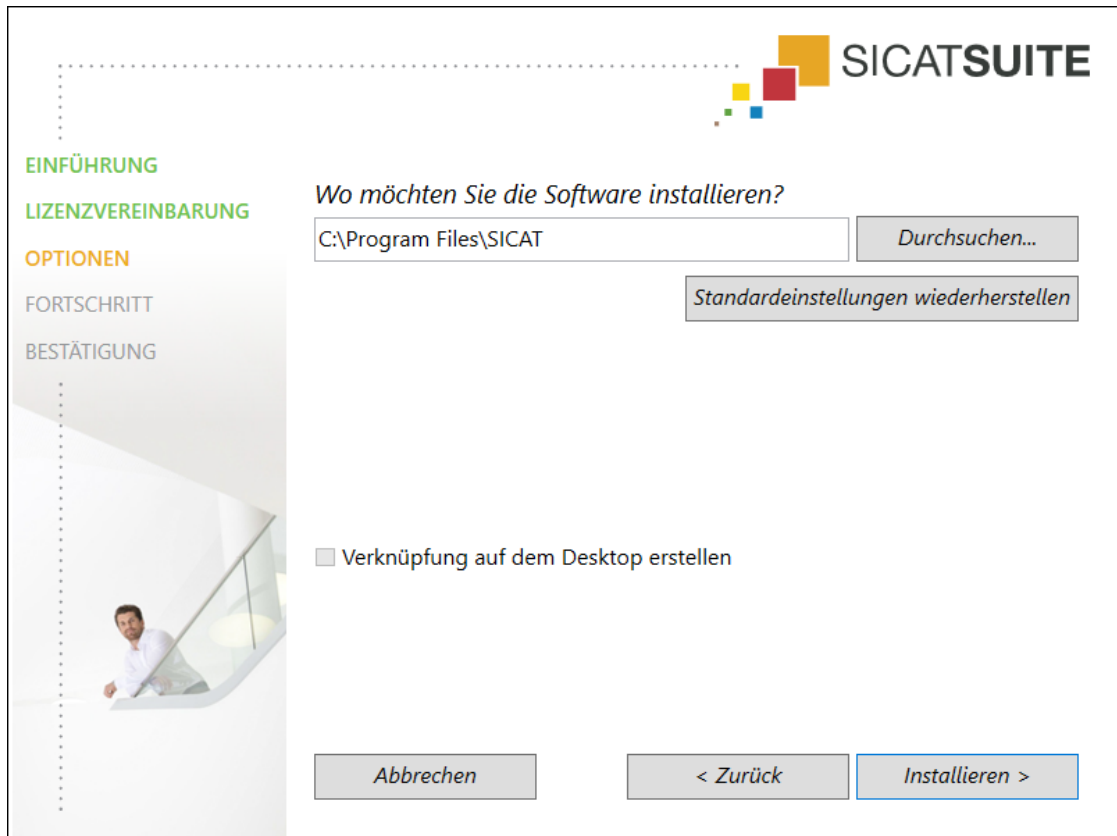 SICATSUITE
EINFÜHRUNG
LIZENZVEREINBARUNG
OPTIONEN
FORTSCHRITT
BESTÄTIGUNG
Wo möchten Sie die Software installieren?
C:\Program Files\SICAT
Durchsuchen...
Standardeinstellungen wiederherstellen
Verknüpfung auf dem Desktop erstellen
Abbrechen
< Zurück
Installieren >